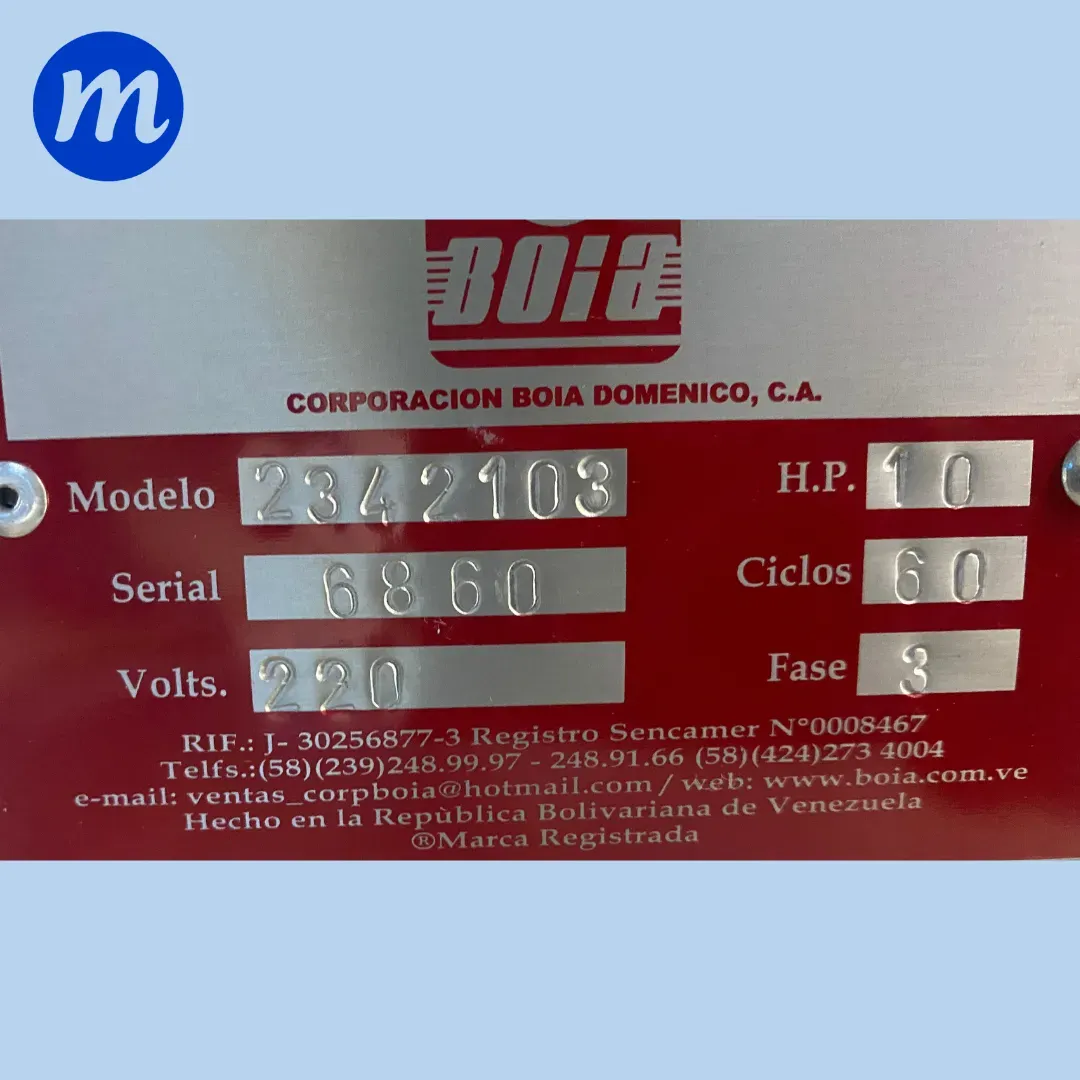 m
BOIA
CORPORACION BOIA DOMENICO, C.A.
Modelo 2342103 H.P. 10
Serial 6860 Ciclos 60
Volts. 220 Fase 3
RIF.: J- 30256877-3 Registro Sencamer N°0008467
Telfs.:(58)(239)248.99.97 - 248.91.66 (58)(424)273 4004
e-mail: ventas_corpboia@hotmail.com / web: www.boia.com.ve
Hecho en la Repùblica Bolivariana de Venezuela
®Marca Registrada